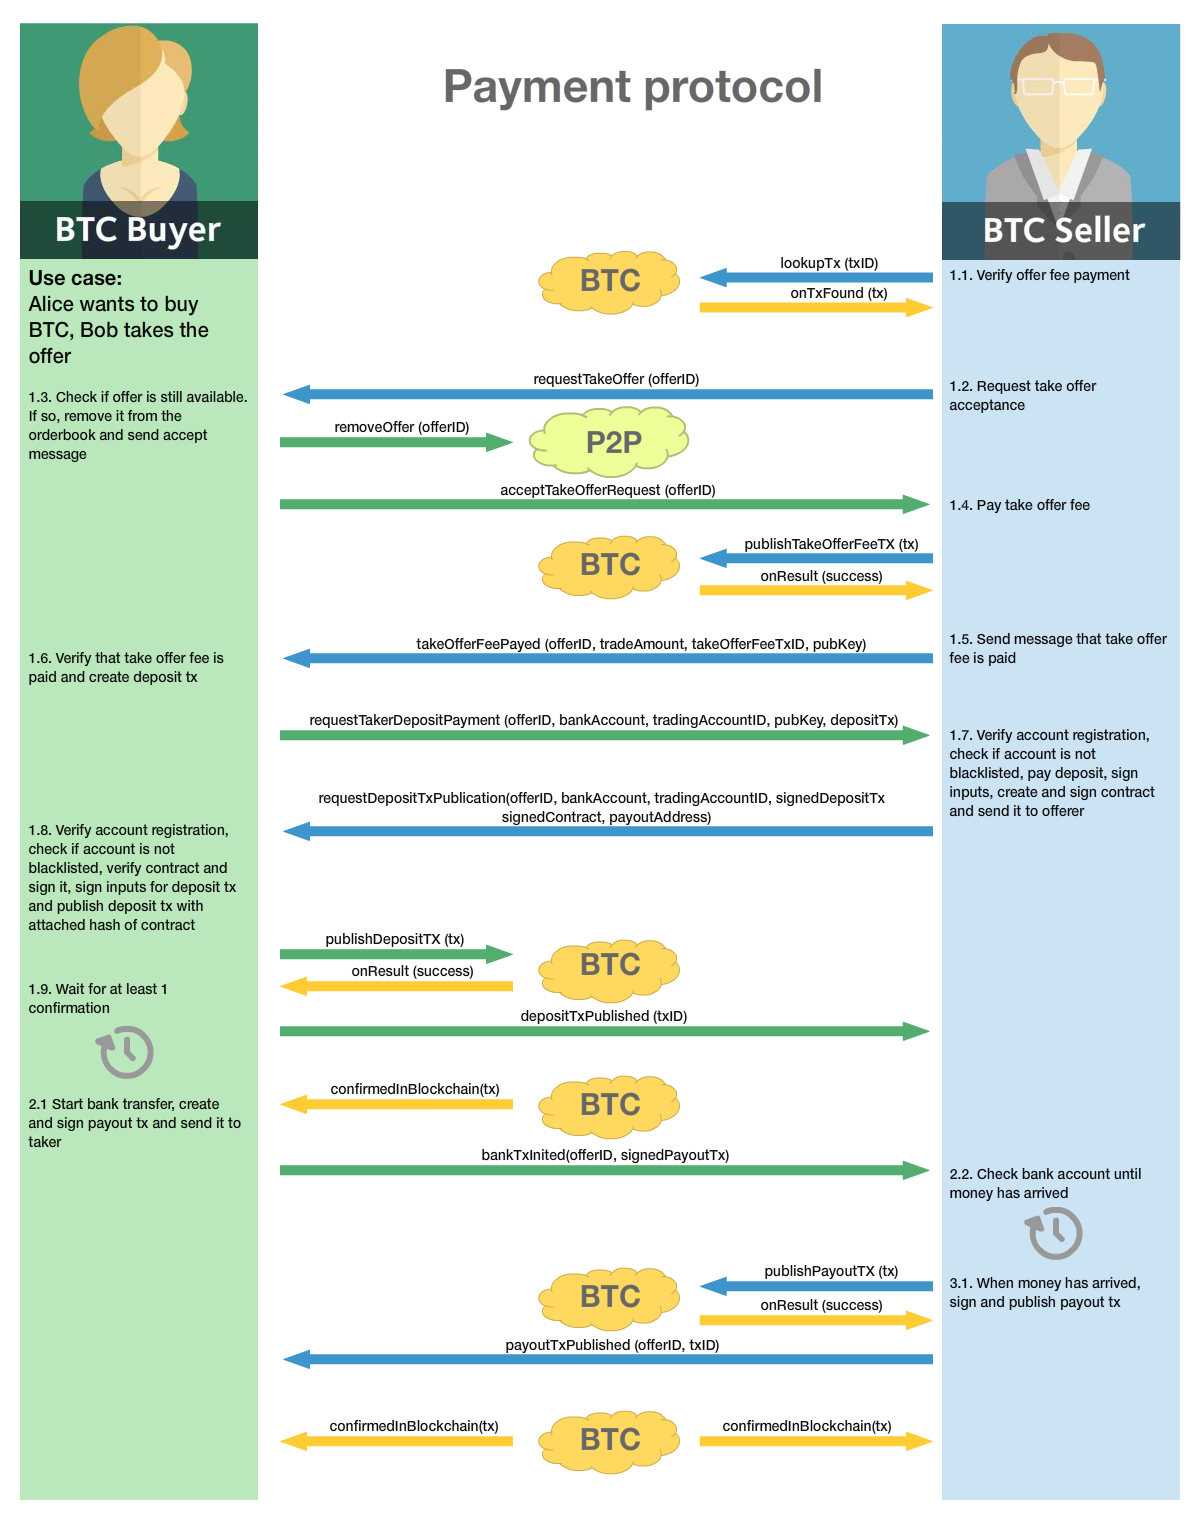 Payment protocol
BTC Buyer
BTC Seller
Use case:
Alice wants to buy
BTC, Bob takes the
offer
BTC
lookupTx (txID)
onTxFound (tx)
1.1. Verify offer fee payment
requestTakeOffer (offerID)
1.2. Request take offer
acceptance
1.3. Check if offer is still available.
If so, remove it from the
orderbook and send accept
message
removeOffer (offerID)
P2P
acceptTakeOfferRequest (offerID)
1.4. Pay take offer fee
BTC
publishTakeOfferFeeTX (tx)
onResult (success)
takeOfferFeePayed (offerID, tradeAmount, takeOfferFeeTxID, pubKey)
1.5. Send message that take offer
fee is paid
1.6. Verify that take offer fee is
paid and create deposit tx
requestTakerDepositPayment (offerID, bankAccount, tradingAccountID, pubKey, depositTx)
1.7. Verify account registration,
check if account is not
blacklisted, pay deposit, sign
inputs, create and sign contract
and send it to offerer
requestDepositTxPublication(offerID, bankAccount, tradingAccountID, signedDepositTx
signedContract, payoutAddress)
1.8. Verify account registration,
check if account is not
blacklisted, verify contract and
sign it, sign inputs for deposit tx
and publish deposit tx with
attached hash of contract
publishDepositTX (tx)
onResult (success)
BTC
1.9. Wait for at least 1
confirmation
depositTxPublished (txID)
confirmedInBlockchain(tx)
BTC
2.1 Start bank transfer, create
and sign payout tx and send it to
taker
bankTxInited(offerID, signedPayoutTx)
2.2. Check bank account until
money has arrived
BTC
publishPayoutTX (tx)
onResult (success)
3.1. When money has arrived,
sign and publish payout tx
payoutTxPublished (offerID, txID)
confirmedInBlockchain(tx)
BTC
confirmedInBlockchain(tx)